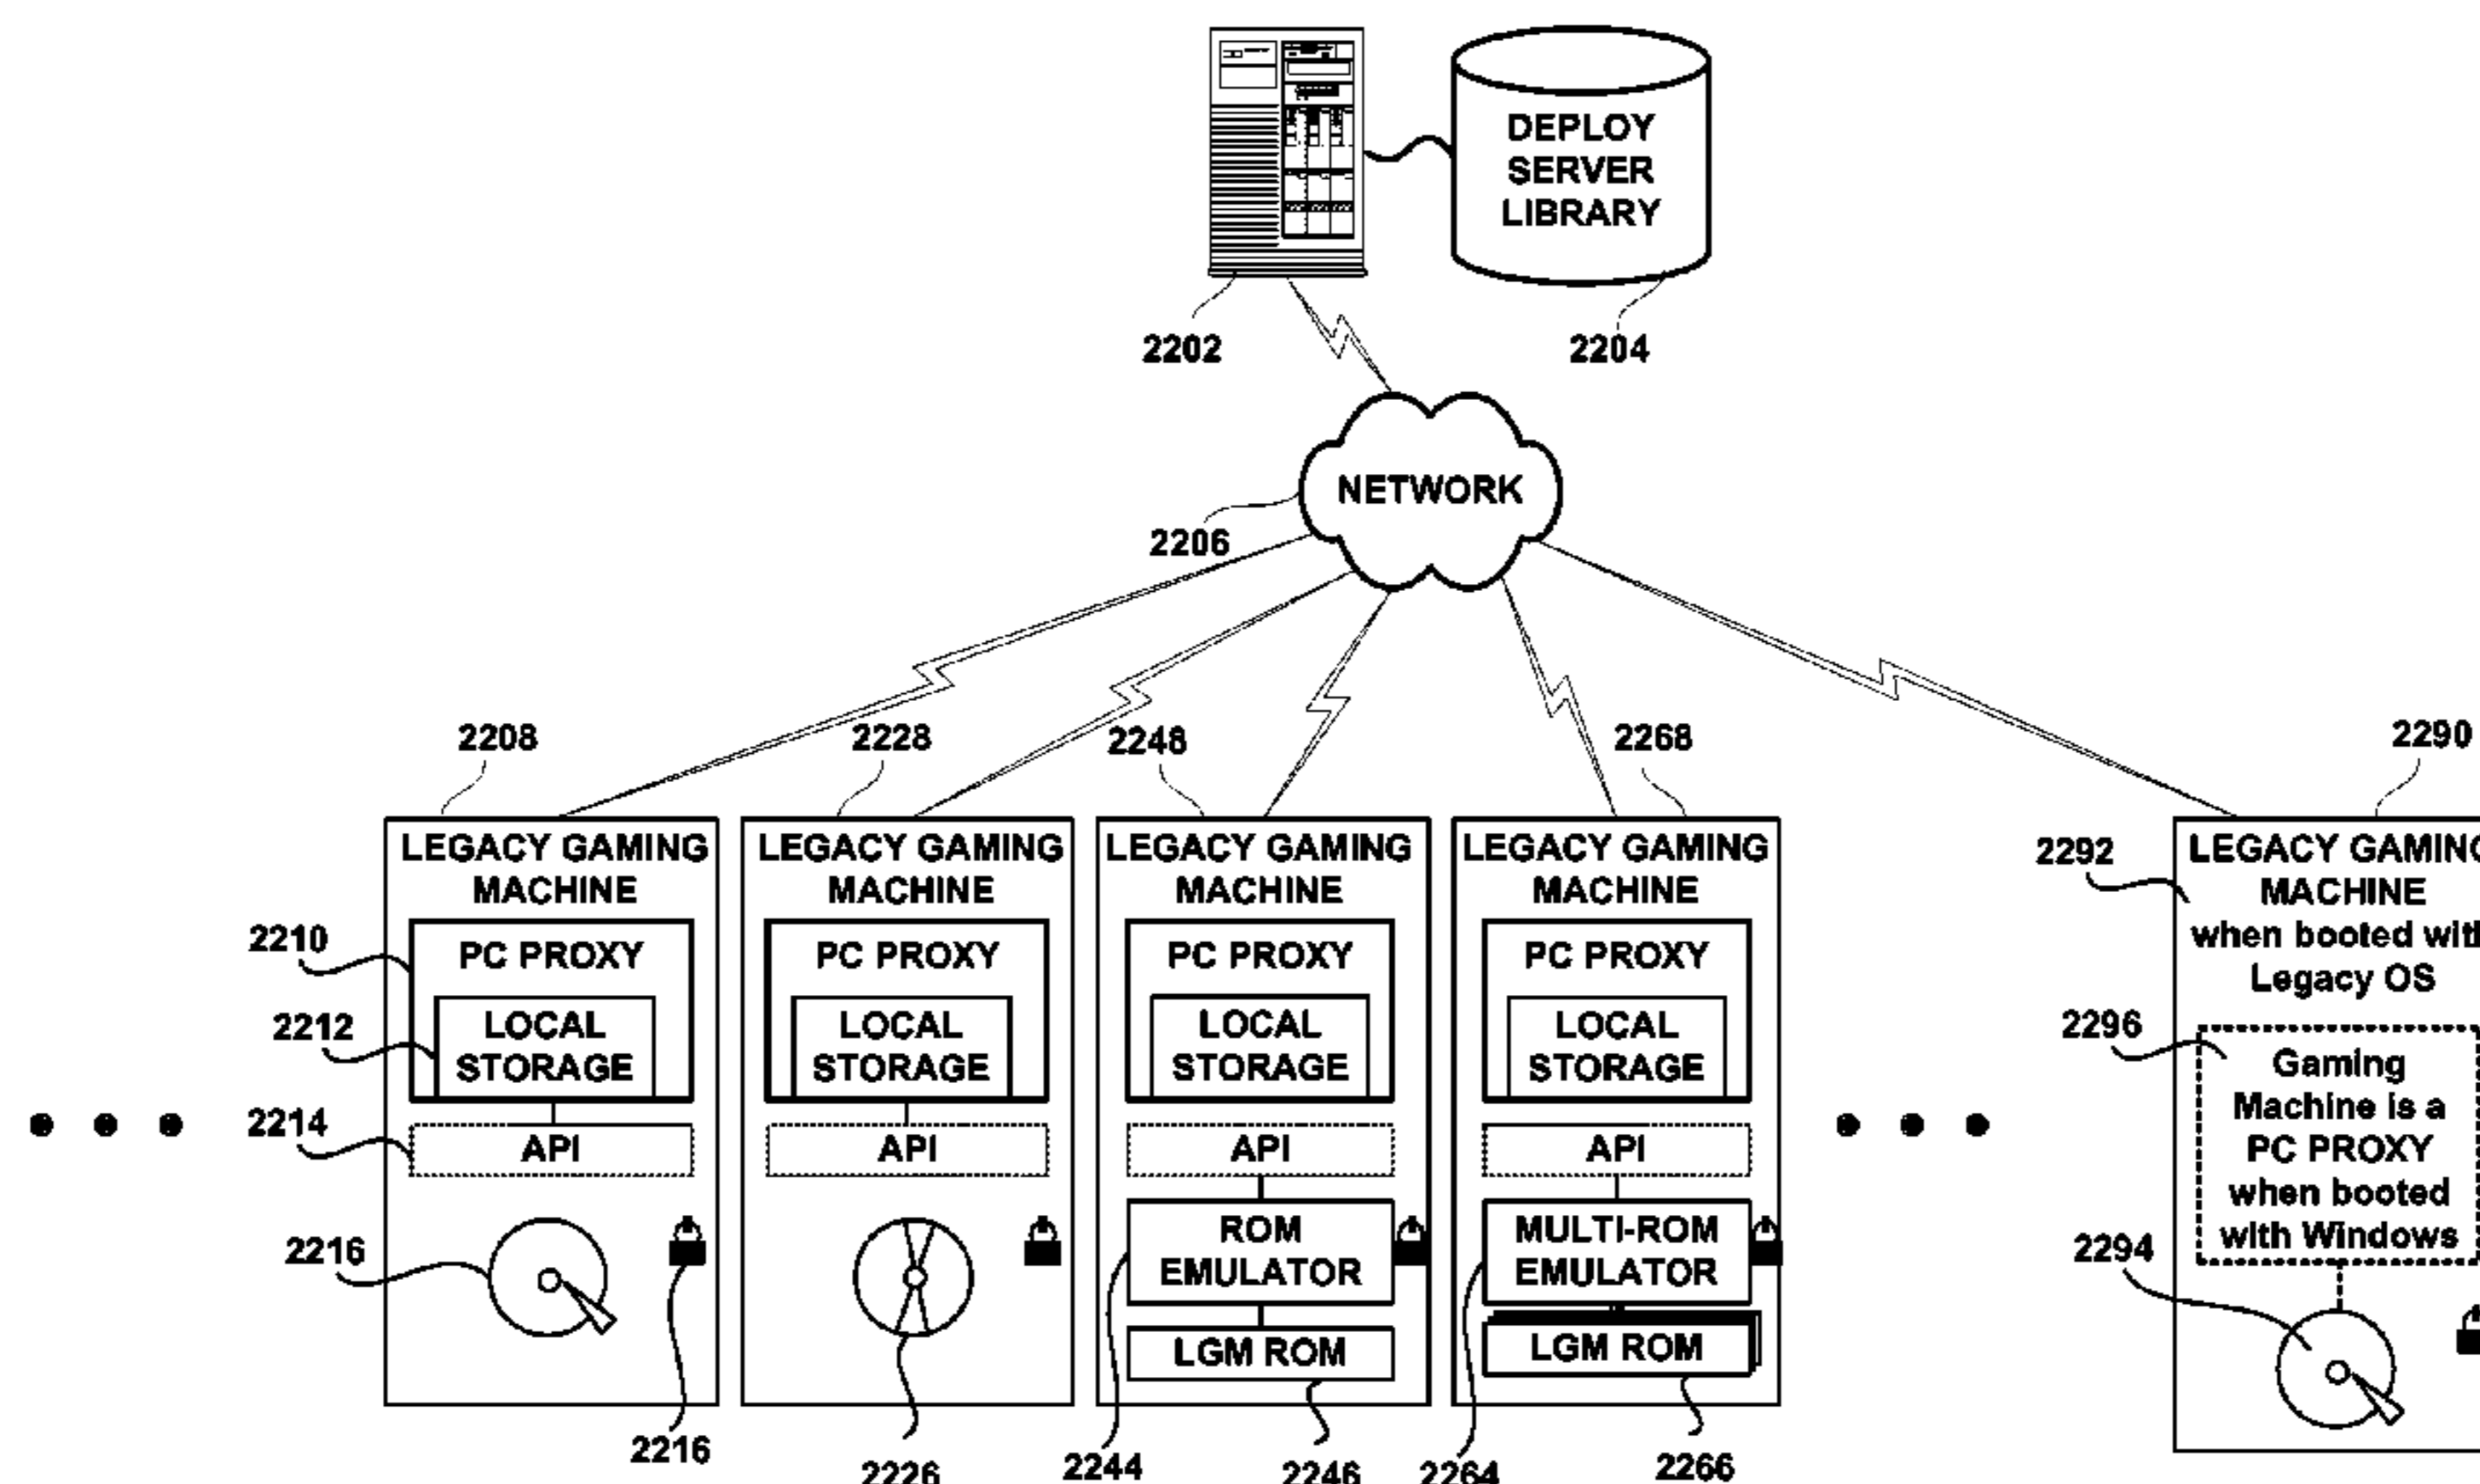 DEPLOY
SERVER
LIBRARY
2202
2204
NETWORK
2206
2208
2228
2248
2268
2290
LEGACY GAMING
MACHINE
2210
PC PROXY
2212
LOCAL
STORAGE
2214
API
2216
2216
LEGACY GAMING
MACHINE
PC PROXY
LOCAL
STORAGE
API
2226
LEGACY GAMING
MACHINE
PC PROXY
LOCAL
STORAGE
API
ROM
EMULATOR
LGM ROM
2244
2246
LEGACY GAMING
MACHINE
PC PROXY
LOCAL
STORAGE
API
MULTI-ROM
EMULATOR
LGM ROM
2264
2266
2292
LEGACY GAMING
MACHINE
when booted with
Legacy OS
2296
Gaming
Machine is a
PC PROXY
when booted
with Windows
2294